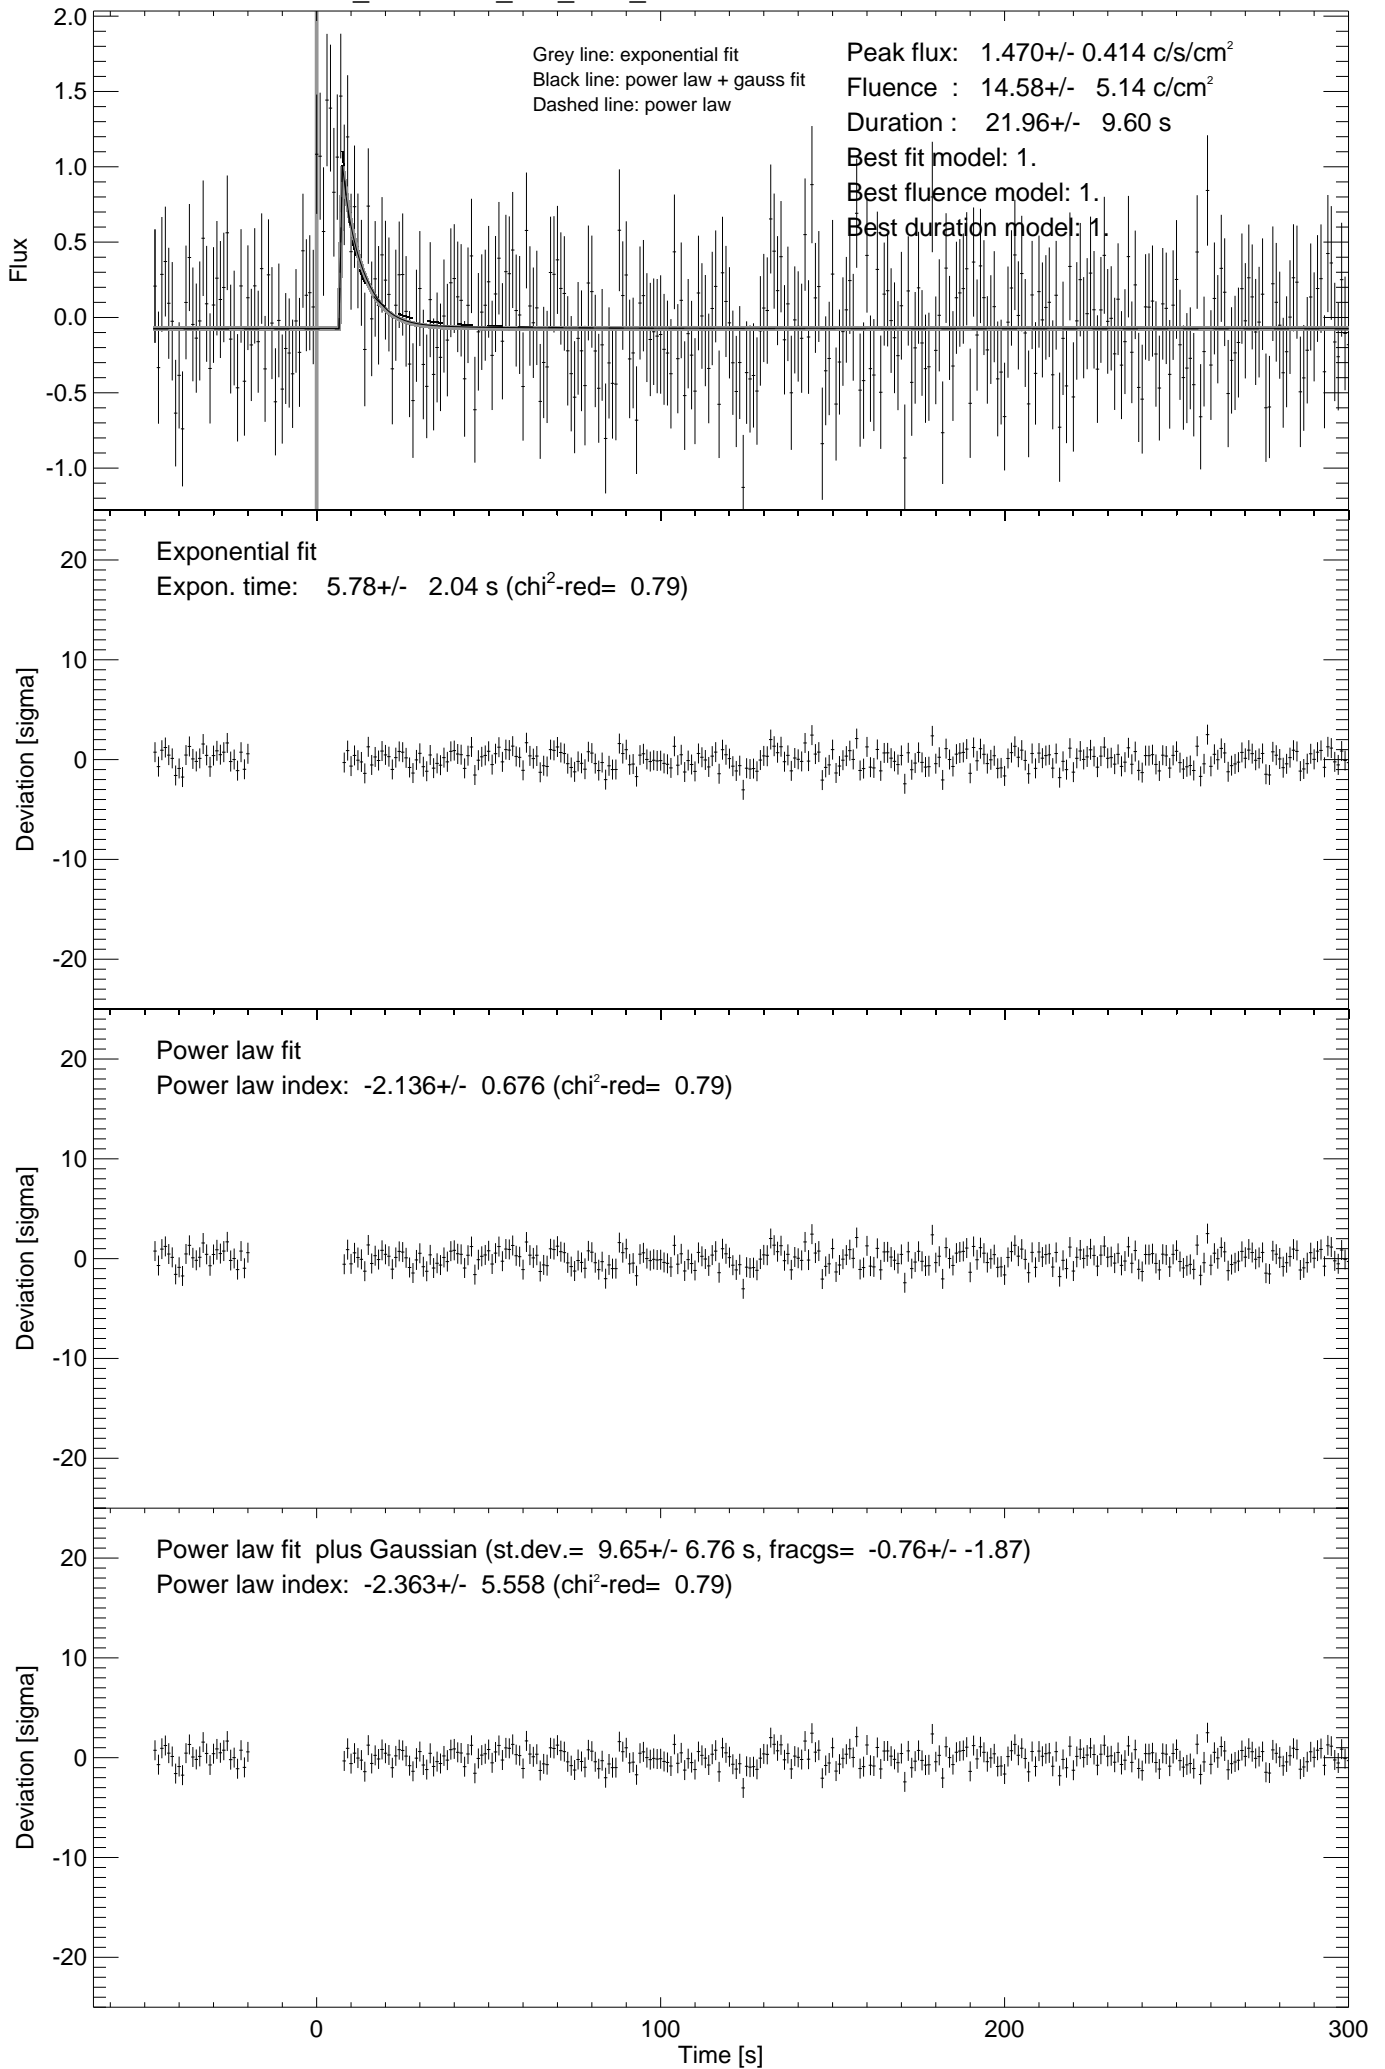 Grey line: exponential fit
Black line: power law + gauss fit
Dashed line: power law
Peak flux: 1.470+/- 0.414 c/s/cm²
Fluence : 14.58+/- 5.14 c/cm²
Duration : 21.96+/- 9.60 s
Best fit model: 1.
Best fluence model: 1.
Best duration model: 1.
Flux
2.0
1.5
1.0
0.5
0.0
-0.5
-1.0
Exponential fit
Expon. time: 5.78+/- 2.04 s (chi²-red= 0.79)
Deviation [sigma]
20
10
0
-10
-20
Power law fit
Power law index: -2.136+/- 0.676 (chi²-red= 0.79)
Deviation [sigma]
20
10
0
-10
-20
Power law fit plus Gaussian (st.dev.= 9.65+/- 6.76 s, fracgs= -0.76+/- -1.87)
Power law index: -2.363+/- 5.558 (chi²-red= 0.79)
Deviation [sigma]
20
10
0
-10
-20
0 100 200 300
Time [s]